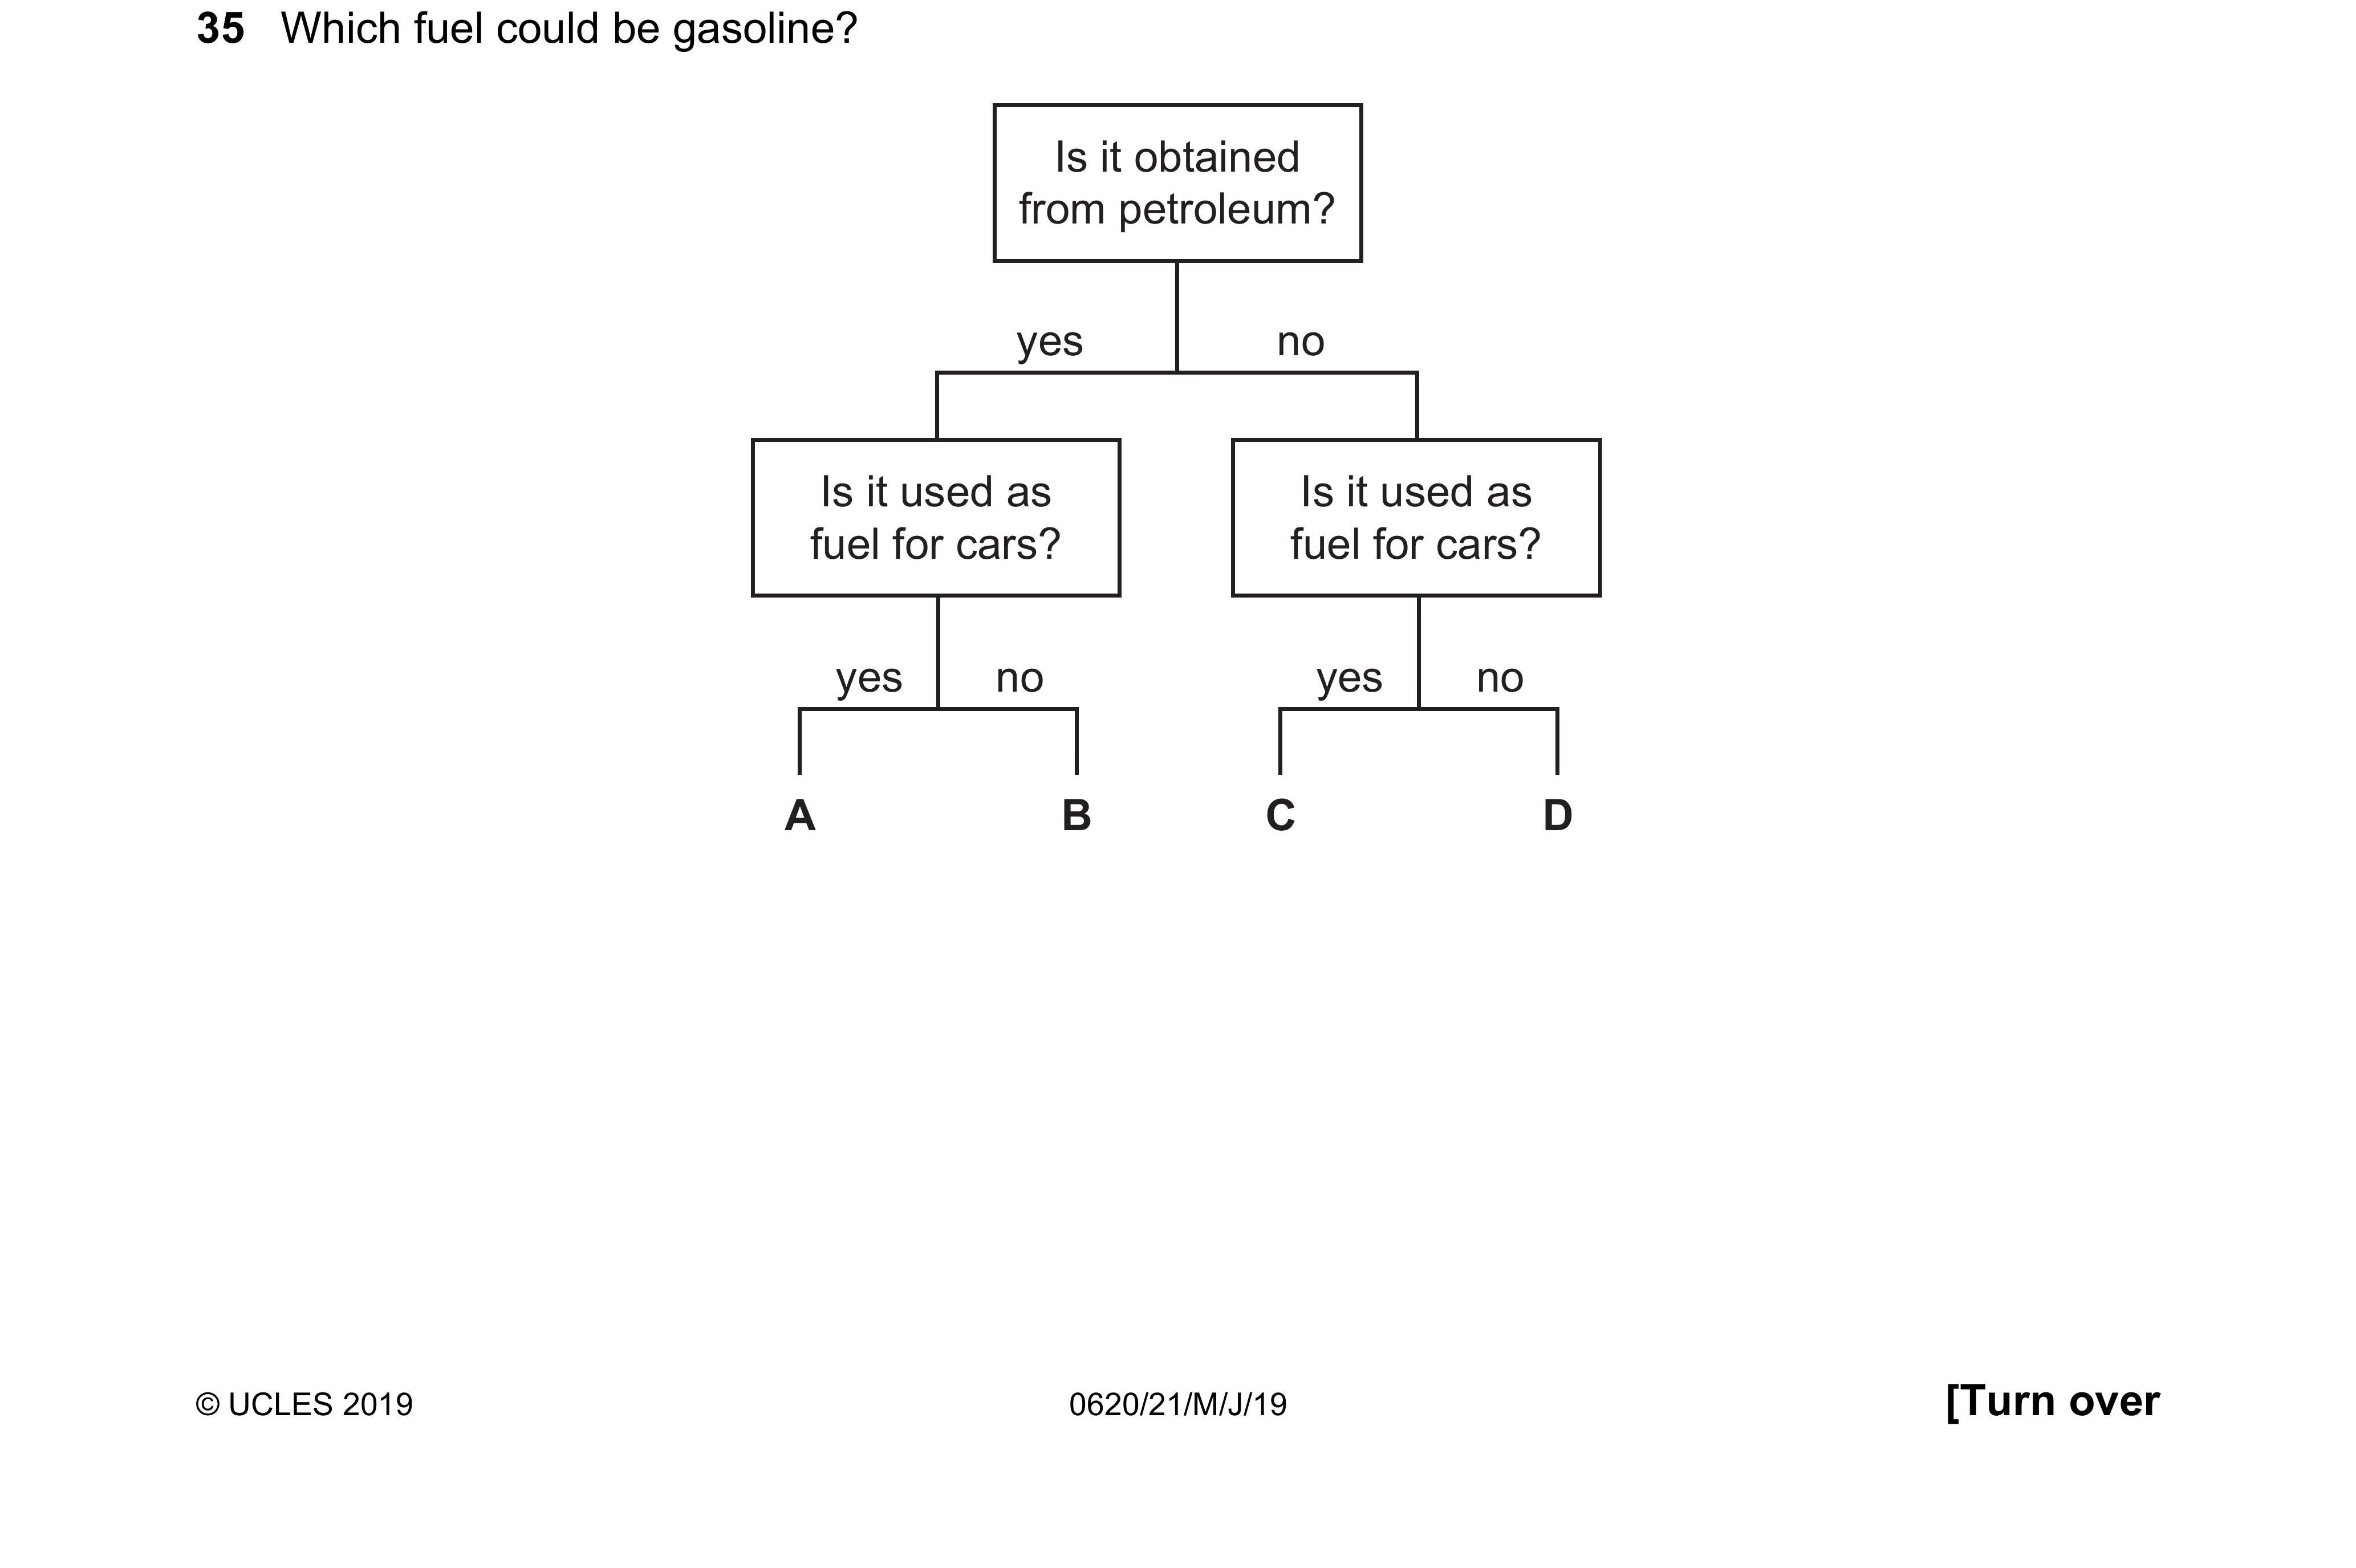 35 Which fuel could be gasoline?
Is it obtained
from petroleum?
yes no
Is it used as
fuel for cars?
Is it used as
fuel for cars?
yes no
yes no
A B C D
© UCLES 2019
0620/21/M/J/19
[Turn over